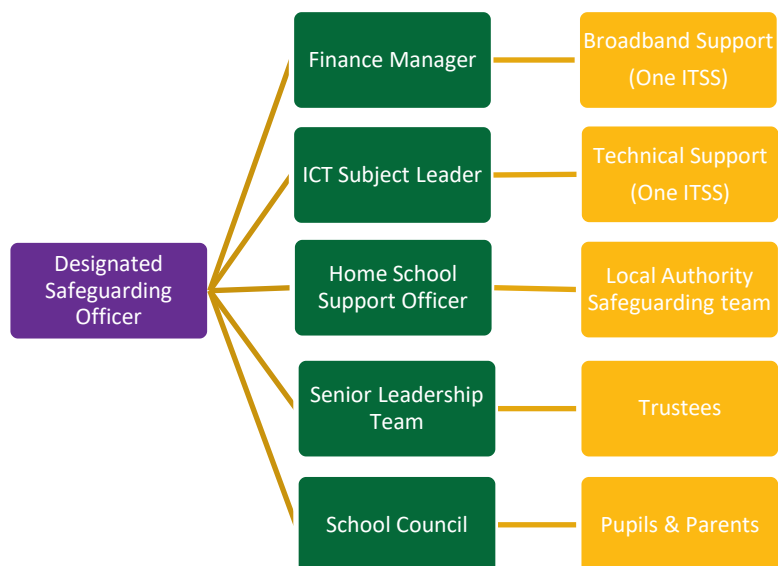 Finance Manager
Broadband Support
(One ITSS)
ICT Subject Leader
Technical Support
(One ITSS)
Designated
Safeguarding
Officer
Home School
Support Officer
Local Authority
Safeguarding team
Senior Leadership
Team
Trustees
School Council
Pupils & Parents